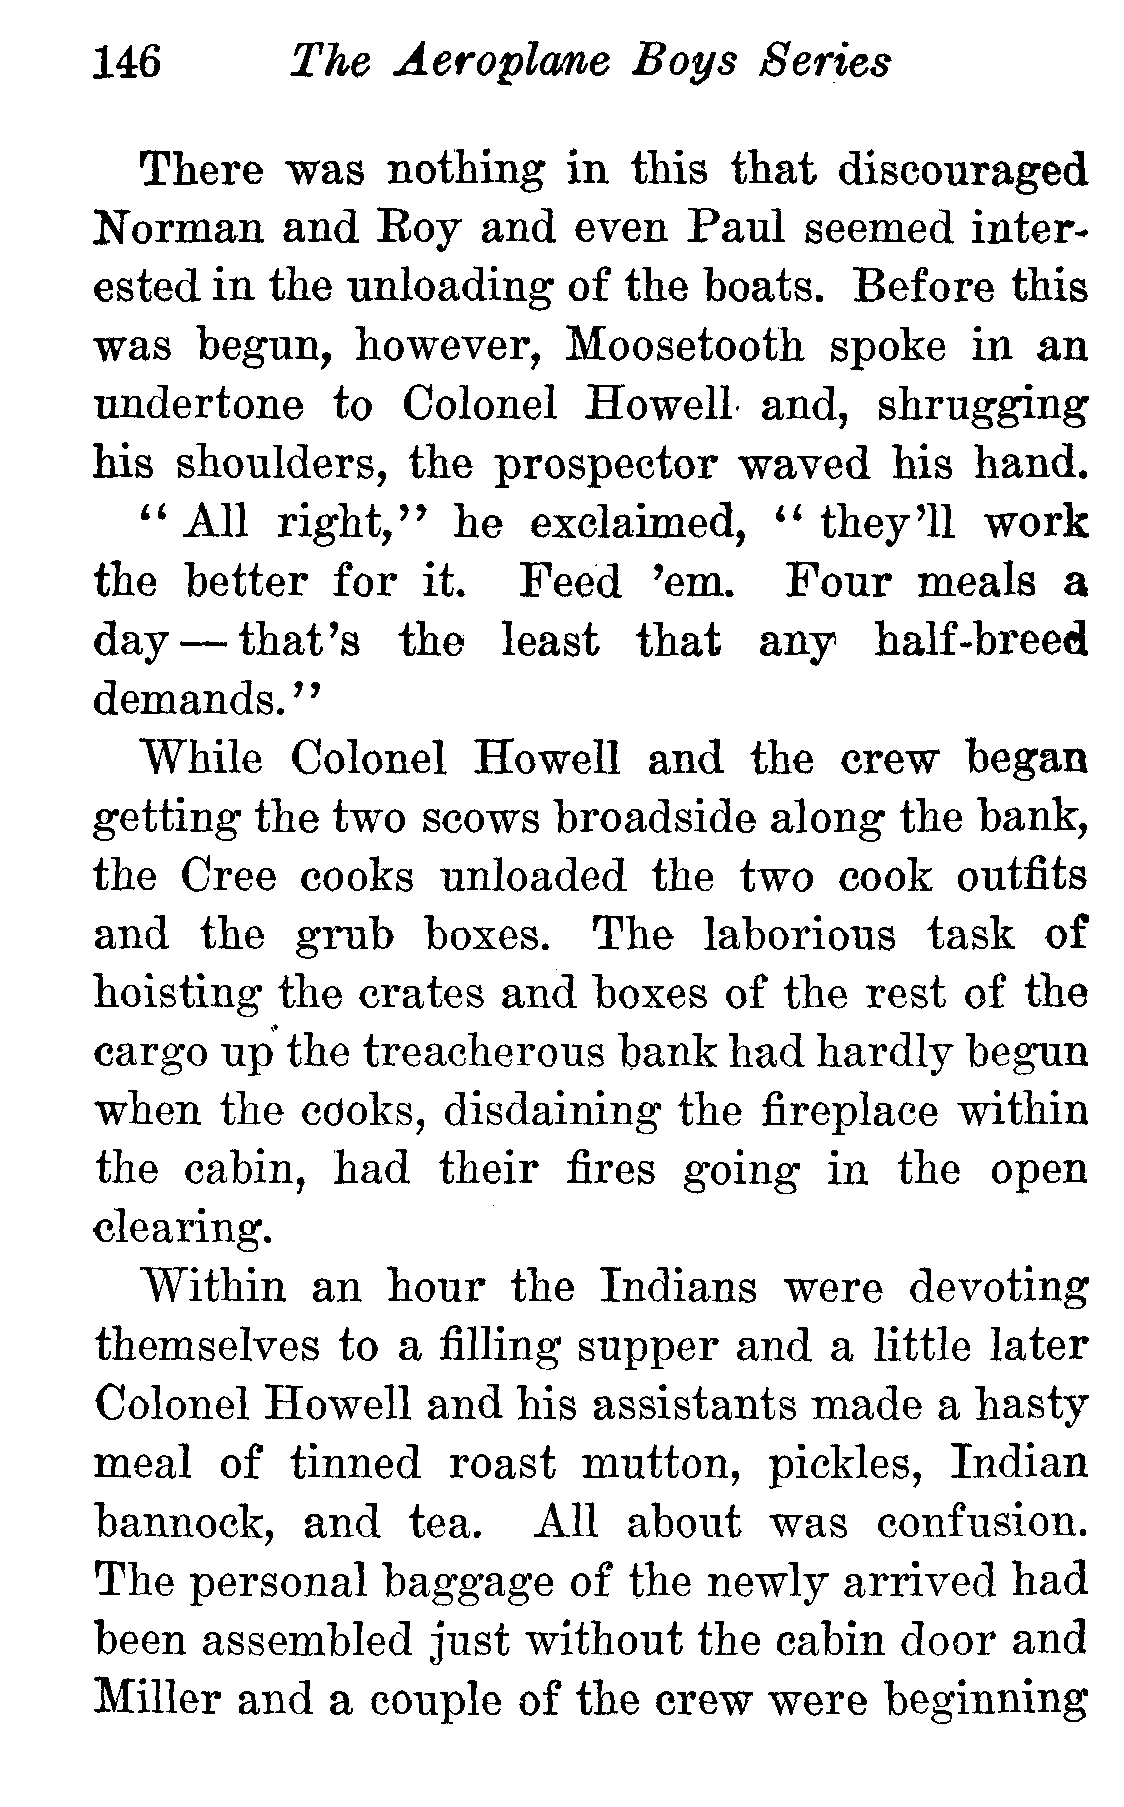 146 The Aeroplane Boys Series
There was nothing in this that discouraged
Norman and Roy and even Paul seemed inter-
ested in the unloading of the boats. Before this
was begun, however, Moosetooth spoke in an
undertone to Colonel Howell and, shrugging
his shoulders, the prospector waved his hand.
“All right,” he exclaimed, “they’ll work
the better for it. Feed ’em. Four meals a
day — that’s the least that any half-breed
demands.”
While Colonel Howell and the crew began
getting the two scows broadside along the bank,
the Cree cooks unloaded the two cook outfits
and the grub boxes. The laborious task of
hoisting the crates and boxes of the rest of the
cargo up the treacherous bank had hardly begun
when the cooks, disdaining the fireplace within
the cabin, had their fires going in the open
clearing.
Within an hour the Indians were devoting
themselves to a filling supper and a little later
Colonel Howell and his assistants made a hasty
meal of tinned roast mutton, pickles, Indian
bannock, and tea. All about was confusion.
The personal baggage of the newly arrived had
been assembled just without the cabin door and
Miller and a couple of the crew were beginning